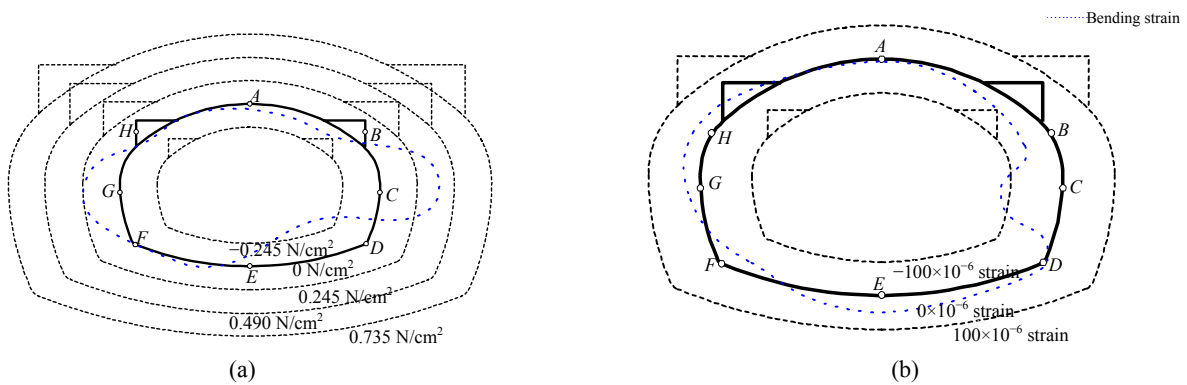 Bending strain
A
H
B
G
C
F
D
E
−0.245 N/cm²
0 N/cm²
0.245 N/cm²
0.490 N/cm²
0.735 N/cm²
(a)
A
H
B
G
C
F
D
E
−100×10⁻⁶ strain
0×10⁻⁶ strain
100×10⁻⁶ strain
(b)